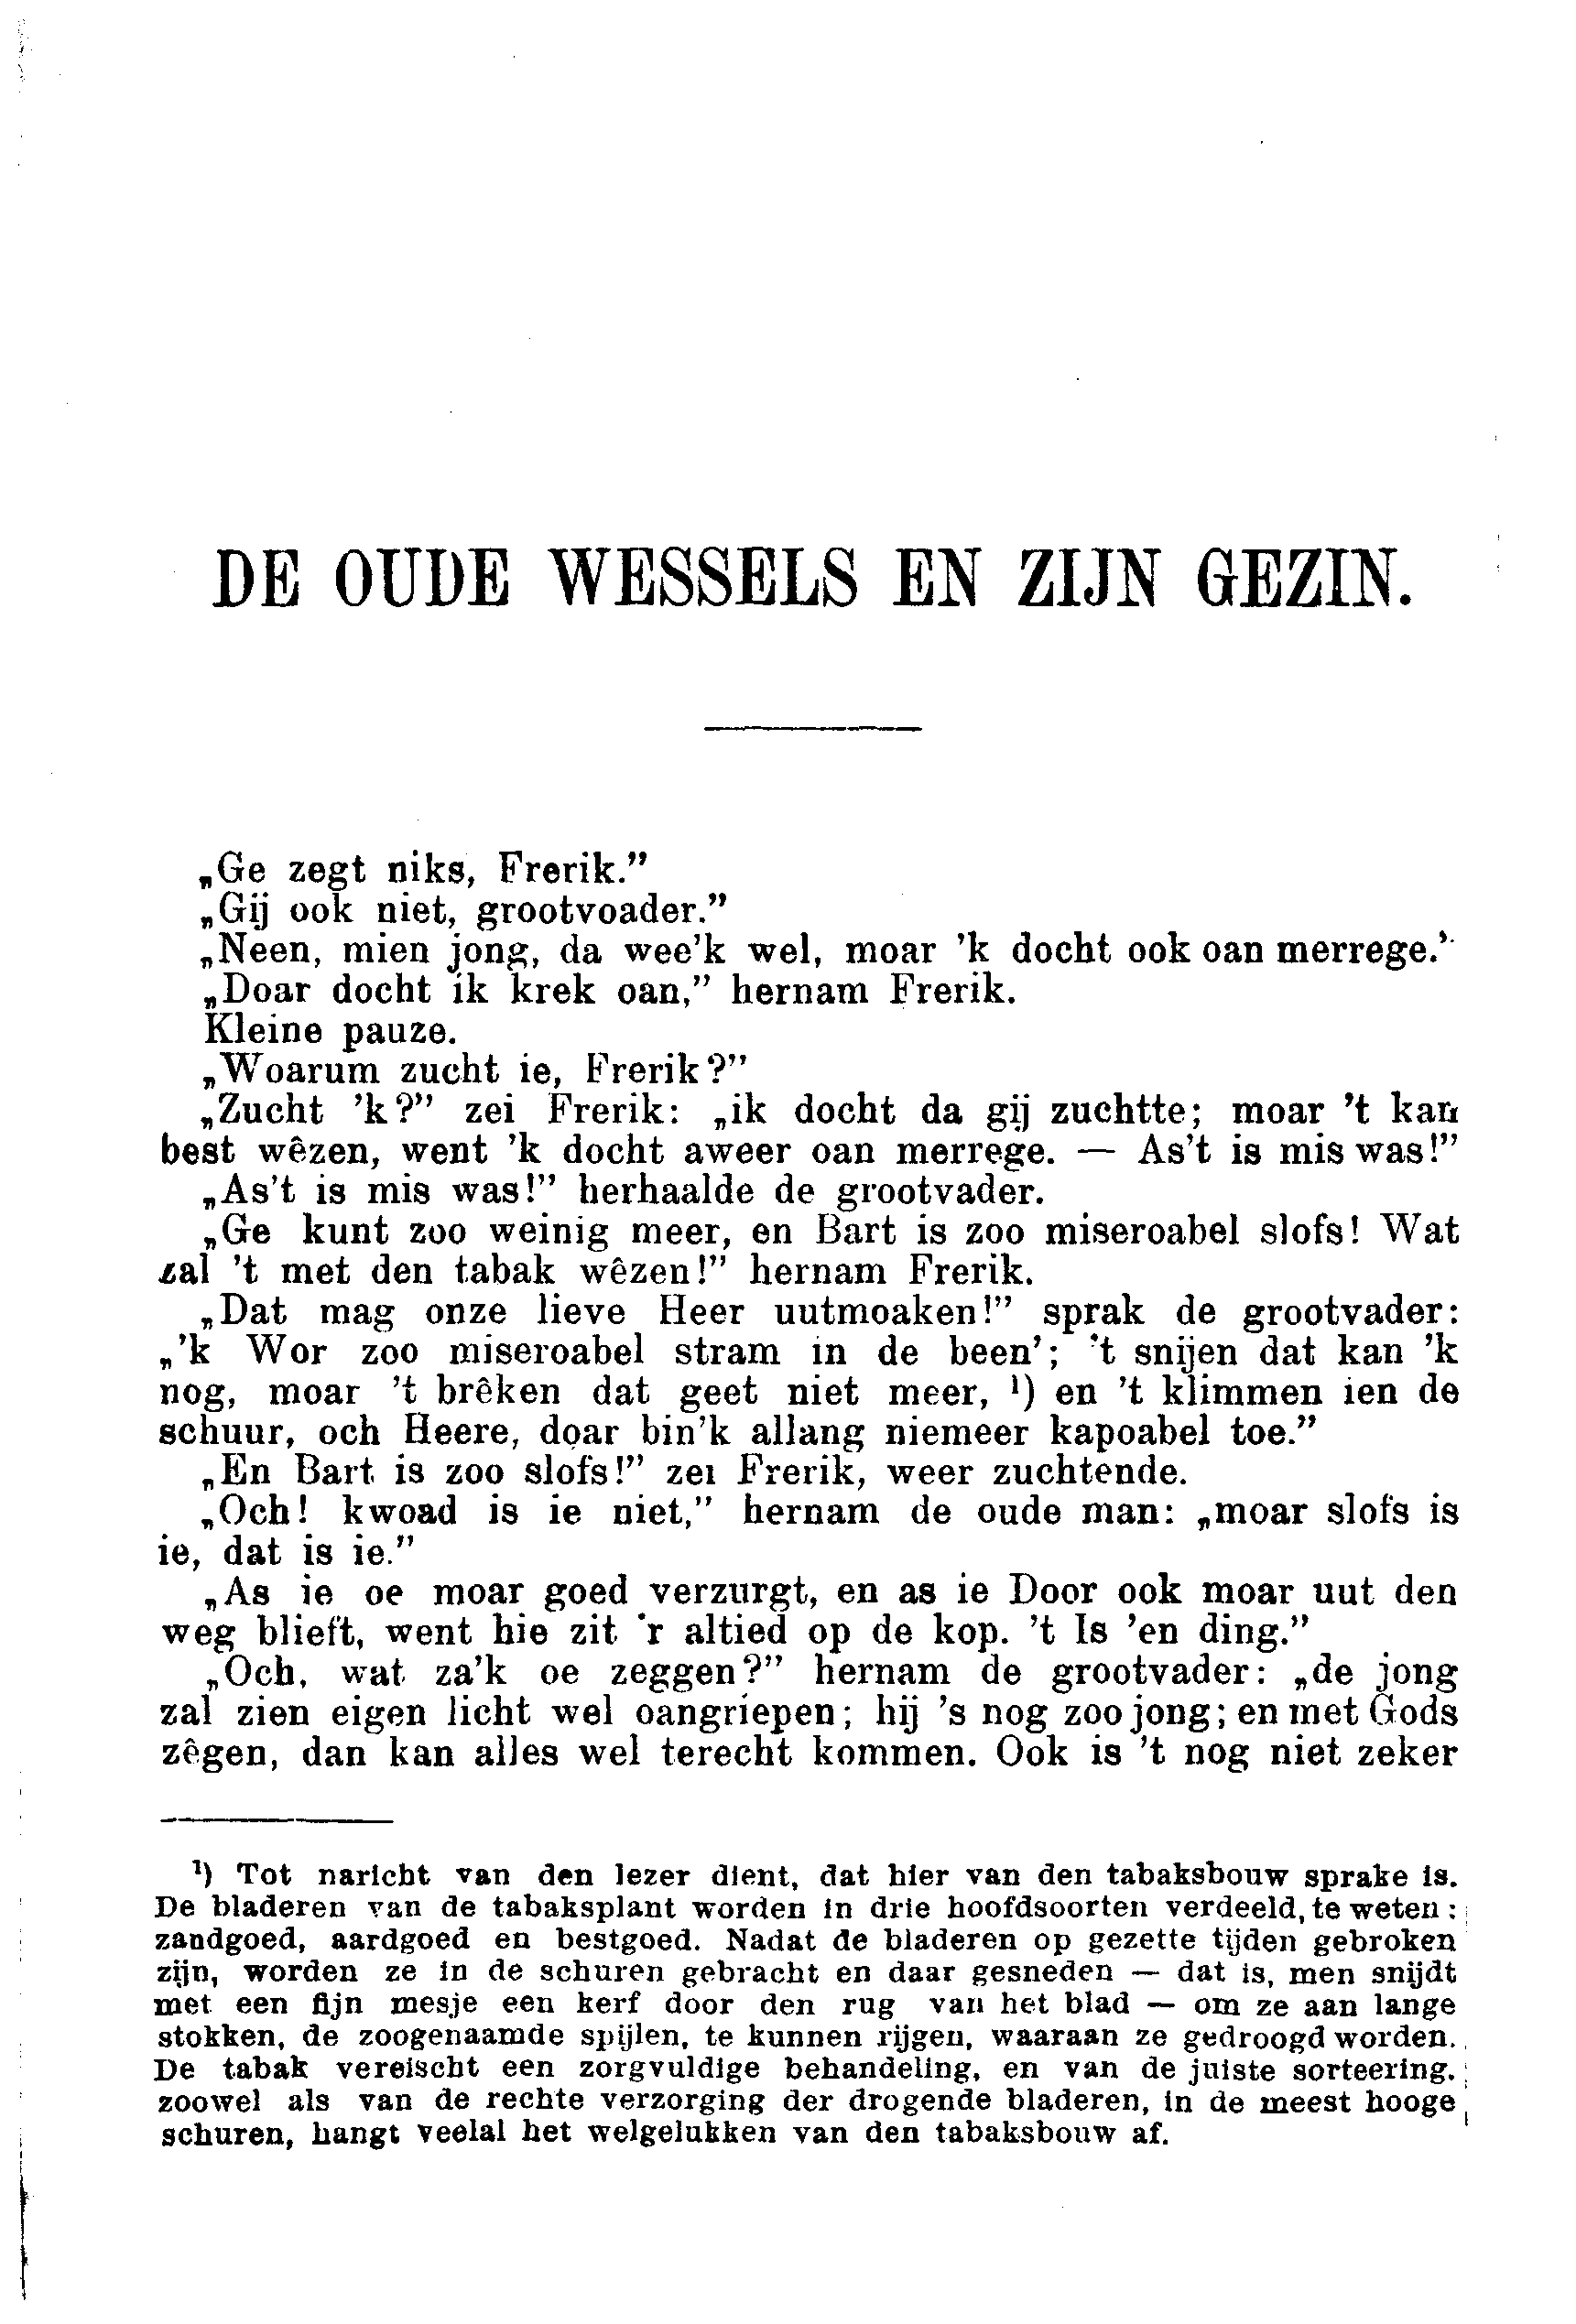 DE OUDE WESSELS EN ZIJN GEZIN.
„Ge zegt niks, Frerik.”
„Gij ook niet, grootvoader.”
„Neen, mien jong, da wee'k wel, moar 'k docht ook oan merrege.”
„Doar docht ik krek oan,” hernam Frerik.
Kleine pauze.
„Woarum zucht ie, Frerik?”
„Zucht 'k?” zei Frerik: „ik docht da gij zuchtte; moar 't kan
best wêzen, went 'k docht aweer oan merrege. — As't is mis was!”
„As't is mis was!” herhaalde de grootvader.
„Ge kunt zoo weinig meer, en Bart is zoo miseroabel slofs! Wat
zal 't met den tabak wêzen!” hernam Frerik.
„Dat mag onze lieve Heer uutmoaken!” sprak de grootvader:
„'k Wor zoo miseroabel stram in de been'; 't snijen dat kan 'k
nog, moar 't brêken dat geet niet meer, ¹) en 't klimmen ien de
schuur, och Heere, doar bin'k allang niemeer kapoabel toe.”
„En Bart is zoo slofs!” zei Frerik, weer zuchtende.
„Och! kwoad is ie niet,” hernam de oude man: „moar slofs is
ie, dat is ie.”
„As ie oe moar goed verzurgt, en as ie Door ook moar uut den
weg blieft, went hie zit 'r altied op de kop. 't Is 'en ding.”
„Och, wat za'k oe zeggen?” hernam de grootvader: „de jong
zal zien eigen licht wel oangriepen; hij 's nog zoo jong; en met Gods
zêgen, dan kan alles wel terecht kommen. Ook is 't nog niet zeker
¹) Tot naricht van den lezer dient, dat hier van den tabaksbouw sprake is.
De bladeren van de tabaksplant worden in drie hoofdsoorten verdeeld, te weten:
zandgoed, aardgoed en bestgoed. Nadat de bladeren op gezette tijden gebroken
zijn, worden ze in de schuren gebracht en daar gesneden — dat is, men snijdt
met een fijn mesje een kerf door den rug van het blad — om ze aan lange
stokken, de zoogenaamde spijlen, te kunnen rijgen, waaraan ze gedroogd worden.
De tabak vereischt een zorgvuldige behandeling, en van de juiste sorteering.
zoowel als van de rechte verzorging der drogende bladeren, in de meest hooge
schuren, hangt veelal het welgelukken van den tabaksbouw af.